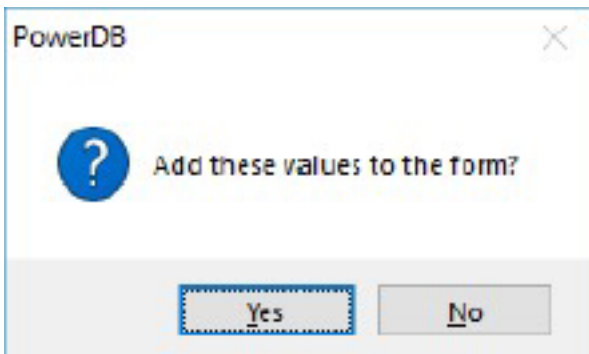 PowerDB
Add these values to the form?
Yes No